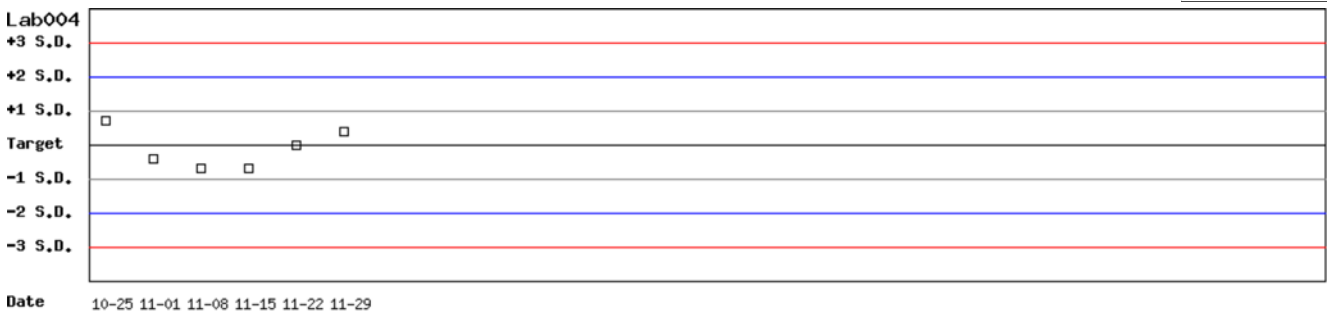 Lab004
+3 S.D.
+2 S.D.
+1 S.D.
Target
-1 S.D.
-2 S.D.
-3 S.D.
Date 10-25 11-01 11-08 11-15 11-22 11-29